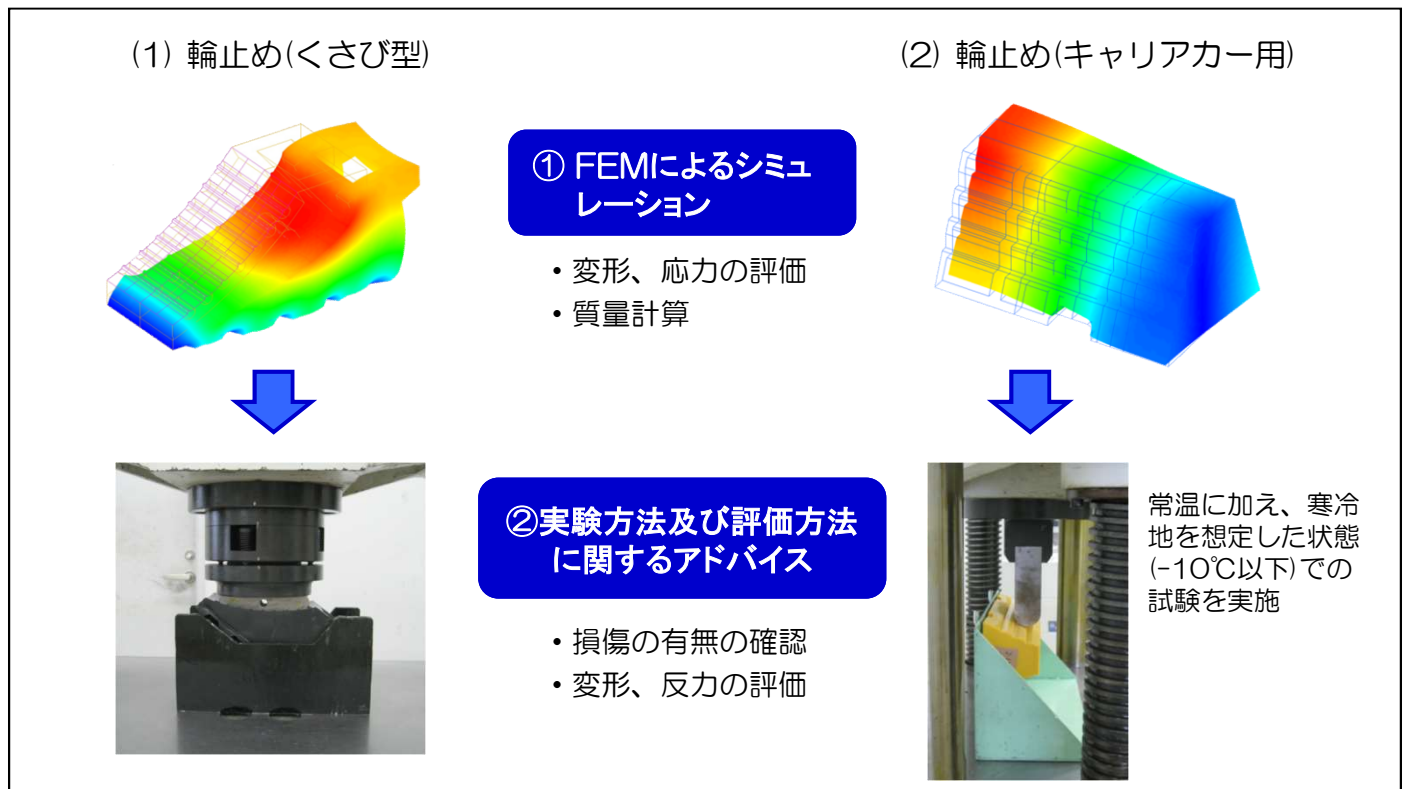 (1) 輪止め(くさび型)
(2) 輪止め(キャリアカー用)
① FEMによるシミュ
レーション
・変形、応力の評価
・質量計算
②実験方法及び評価方法
に関するアドバイス
・損傷の有無の確認
・変形、反力の評価
常温に加え、寒冷
地を想定した状態
(-10℃以下)での
試験を実施